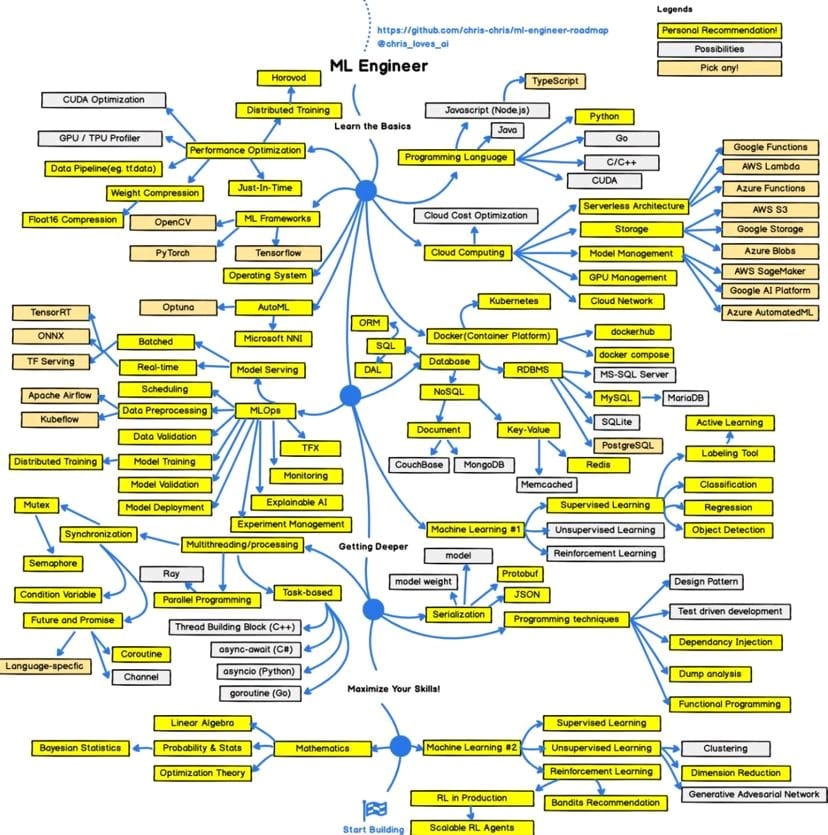 https://github.com/chris-chris/ml-engineer-roadmap
@chris_loves_ai
Legends
Personal Recommendation!
Possibilities
Pick any!
ML Engineer
Learn the Basics
Horovod
Distributed Training
CUDA Optimization
GPU / TPU Profiler
Performance Optimization
Data Pipeline(eg. tf.data)
Weight Compression
Just-In-Time
Float16 Compression
OpenCV
ML Frameworks
PyTorch
Tensorflow
Operating System
Optuna
AutoML
Microsoft NNI
TypeScript
Javascript (Node.js)
Java
Programming Language
Python
Go
C/C++
CUDA
Cloud Cost Optimization
Cloud Computing
Serverless Architecture
Storage
Model Management
GPU Management
Cloud Network
Google Functions
AWS Lambda
Azure Functions
AWS S3
Google Storage
Azure Blobs
AWS SageMaker
Google AI Platform
Azure AutomatedML
Kubernetes
Docker(Container Platform)
dockerhub
docker compose
TensorRT
ONNX
TF Serving
Batched
Real-time
Model Serving
Scheduling
Apache Airflow
Kubeflow
Data Preprocessing
MLOps
Data Validation
Distributed Training
Model Training
Model Validation
Model Deployment
TFX
Monitoring
Explainable AI
Experiment Management
ORM
SQL
DAL
Database
RDBMS
MS-SQL Server
MySQL
MariaDB
SQLite
PostgreSQL
NoSQL
Document
Key-Value
CouchBase
MongoDB
Redis
Memcached
Active Learning
Labeling Tool
Classification
Regression
Object Detection
Machine Learning #1
Supervised Learning
Unsupervised Learning
Reinforcement Learning
Getting Deeper
Mutex
Synchronization
Semaphore
Condition Variable
Future and Promise
Language-specfic
Coroutine
Channel
Multithreading/processing
Ray
Parallel Programming
Task-based
Thread Building Block (C++)
async-await (C#)
asyncio (Python)
goroutine (Go)
model
model weight
Protobuf
JSON
Serialization
Programming techniques
Design Pattern
Test driven development
Dependancy Injection
Dump analysis
Functional Programming
Maximize Your Skills!
Linear Algebra
Bayesian Statistics
Probability & Stats
Mathematics
Optimization Theory
Machine Learning #2
Supervised Learning
Unsupervised Learning
Reinforcement Learning
Clustering
Dimension Reduction
Generative Advesarial Network
RL in Production
Bandits Recommendation
Scalable RL Agents
Start Building